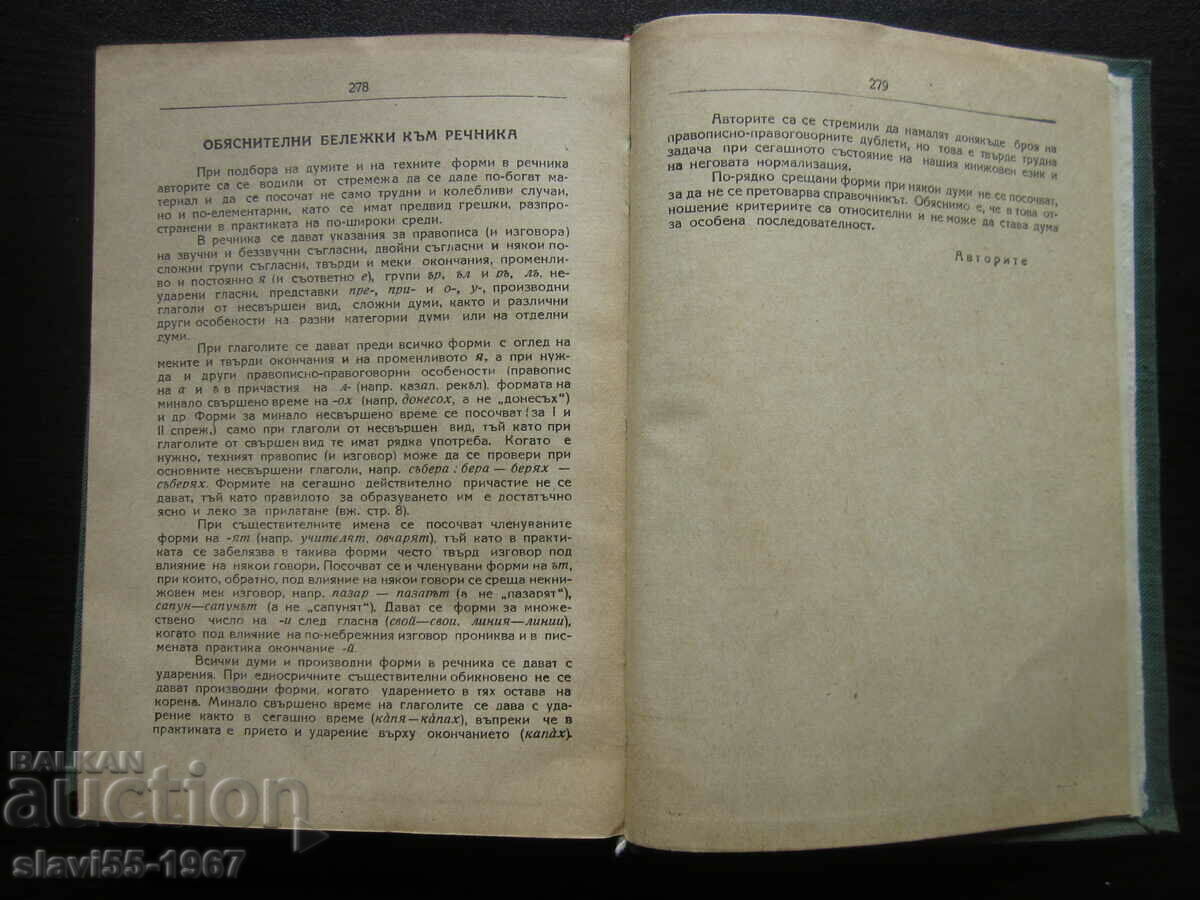 278
ОБЯСНИТЕЛНИ БЕЛЕЖКИ КЪМ РЕЧНИКА
При подбора на думите и на техните форми в речника
авторите са се водили от стремежа да се даде по-богат ма-
териал и да се посочат не само трудни и колебливи случаи,
но и по-елементарни, като се имат предвид грешки, разпро-
странени в практиката на по-широки среди.
В речника се дават указания за правописа (и изговора)
на звучни и беззвучни съгласни, двойни съгласни и някои по-
сложни групи съгласни, твърди и меки окончания, променли-
во и постоянно я (и съответно е), групи ър, ъл и ръ, лъ, не-
ударени гласни, представки пре-, при- и о-, у-, производни
глаголи от несвършен вид, сложни думи, както и различни
други особености на разни категории думи или на отделни
думи.
При глаголите се дават преди всичко форми с оглед на
меките и твърди окончания и на променливото я, а при нуж-
да и други правописно-правоговорни особености (правопис
на а и ъ в причастия на л- (напр. казал. рекъл). формата на
минало свършено време на -ох (напр. донесох, а не „донесъх“)
и др. Форми за минало несвършено време се посочват (за I и
II спреж.) само при глаголи от несвършен вид, тъй като при
глаголите от свършен вид те имат рядка употреба. Когато е
нужно, техният правопис (и изговор) може да се провери при
основните несвършени глаголи, напр. събера : бера — берях —
съберях. Формите на сегашно действително причастие не се
дават, тъй като правилото за образуването им е достатъчно
ясно и леко за прилагане (вж. стр. 8).
При съществителните имена се посочват членуваните
форми на -ят (напр. учителят, овчарят), тъй като в практи-
ката се забелязва в такива форми често твърд изговор под
влияние на някои говори. Посочват се и членувани форми на ът,
при които, обратно, под влияние на някои говори се среща некни-
жовен мек изговор, напр. пазар — пазарът (а не „пазарят“),
сапун—сапунът (а не „сапунят“). Дават се форми за множе-
ствено число на -и след гласна (свой—свои, линия—линии),
когато под влияние на по-небрежния изговор прониква и в пис-
мената практика окончание -й.
Всички думи и производни форми в речника се дават с
ударения. При едносричните съществителни обикновено не се
дават производни форми, когато ударението в тях остава на
корена. Минало свършено време на глаголите се дава с уда-
рение както в сегашно време (ка̀пя—ка̀пах), въпреки че в
практиката е прието и ударение върху окончанието (капа̀х).
279
Авторите са се стремили да намалят донякъде броя на
правописно-правоговорните дублети, но това е твърде трудна
задача при сегашното състояние на нашия книжовен език и
на неговата нормализация.
По-рядко срещани форми при някои думи не се посочват,
за да не се претоварва справочникът. Обяснимо е, че в това от-
ношение критериите са относителни и не може да става дума
за особена последователност.
Авторите
BALKAN
auction
slavi55-1967